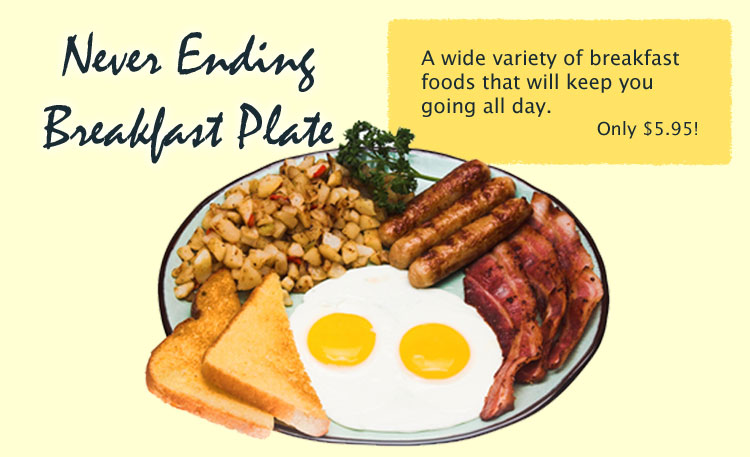 Never Ending
Breakfast Plate
A wide variety of breakfast
foods that will keep you
going all day.
Only $5.95!